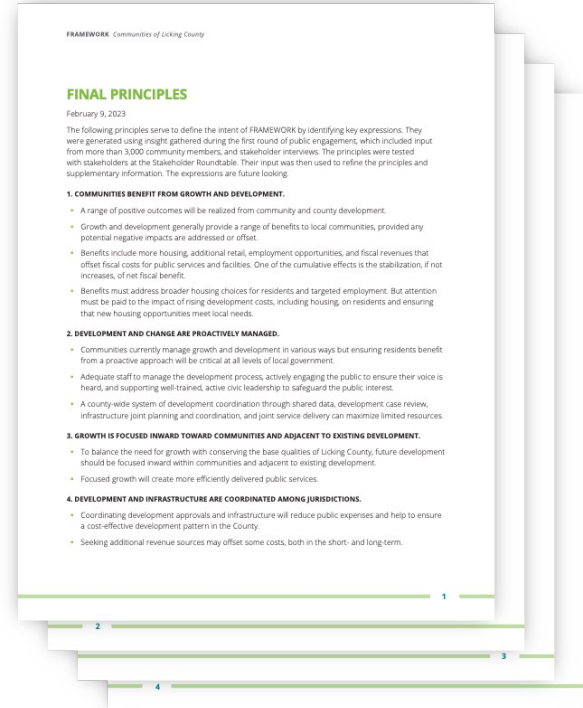 FRAMEWORK Communities of Licking County
FINAL PRINCIPLES
February 9, 2023
The following principles serve to define the intent of FRAMEWORK by identifying key expressions. They
were generated using insight gathered during the first round of public engagement, which included input
from more than 3,000 community members, and stakeholder interviews. The principles were tested
with stakeholders at the Stakeholder Roundtable. Their input was then used to refine the principles and
supplementary information. The expressions are future looking.
1. COMMUNITIES BENEFIT FROM GROWTH AND DEVELOPMENT.
• A range of positive outcomes will be realized from community and county development.
• Growth and development generally provide a range of benefits to local communities, provided any
potential negative impacts are addressed or offset.
• Benefits include more housing, additional retail, employment opportunities, and fiscal revenues that
offset fiscal costs for public services and facilities. One of the cumulative effects is the stabilization, if not
increases, of net fiscal benefit.
• Benefits must address broader housing choices for residents and targeted employment. But attention
must be paid to the impact of rising development costs, including housing, on residents and ensuring
that new housing opportunities meet local needs.
2. DEVELOPMENT AND CHANGE ARE PROACTIVELY MANAGED.
• Communities currently manage growth and development in various ways but ensuring residents benefit
from a proactive approach will be critical at all levels of local government.
• Adequate staff to manage the development process, actively engaging the public to ensure their voice is
heard, and supporting well-trained, active civic leadership to safeguard the public interest.
• A county-wide system of development coordination through shared data, development case review,
infrastructure joint planning and coordination, and joint service delivery can maximize limited resources.
3. GROWTH IS FOCUSED INWARD TOWARD COMMUNITIES AND ADJACENT TO EXISTING DEVELOPMENT.
• To balance the need for growth with conserving the base qualities of Licking County, future development
should be focused inward within communities and adjacent to existing development.
• Focused growth will create more efficiently delivered public services.
4. DEVELOPMENT AND INFRASTRUCTURE ARE COORDINATED AMONG JURISDICTIONS.
• Coordinating development approvals and infrastructure will reduce public expenses and help to ensure
a cost-effective development pattern in the County.
• Seeking additional revenue sources may offset some costs, both in the short- and long-term.
1
2
3
4